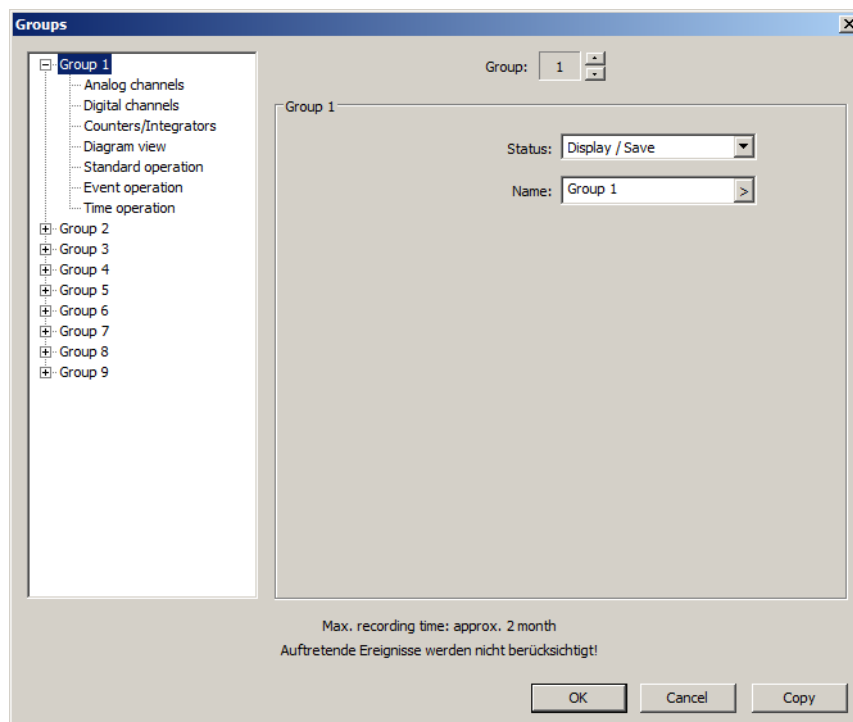 Groups
Group 1
Analog channels
Digital channels
Counters/Integrators
Diagram view
Standard operation
Event operation
Time operation
Group 2
Group 3
Group 4
Group 5
Group 6
Group 7
Group 8
Group 9
Group: 1
Group 1
Status: Display / Save
Name: Group 1 >
Max. recording time: approx. 2 month
Auftretende Ereignisse werden nicht berücksichtigt!
OK Cancel Copy